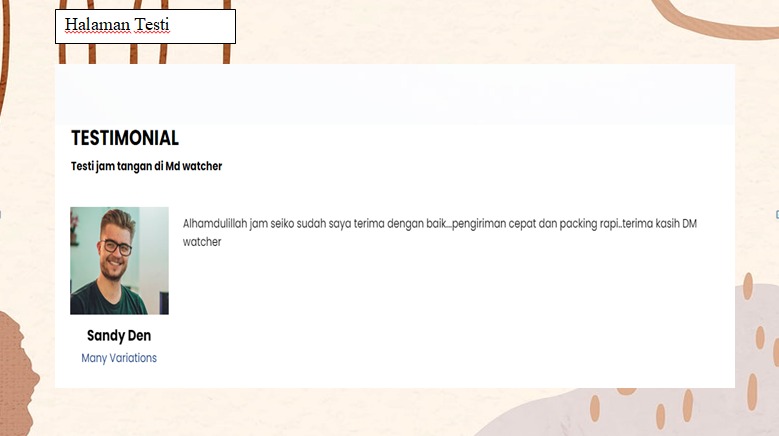 Halaman Testi
TESTIMONIAL
Testi jam tangan di Md watcher
Alhamdulillah jam seiko sudah saya terima dengan baik...pengiriman cepat dan packing rapi..terima kasih DM
watcher
Sandy Den
Many Variations